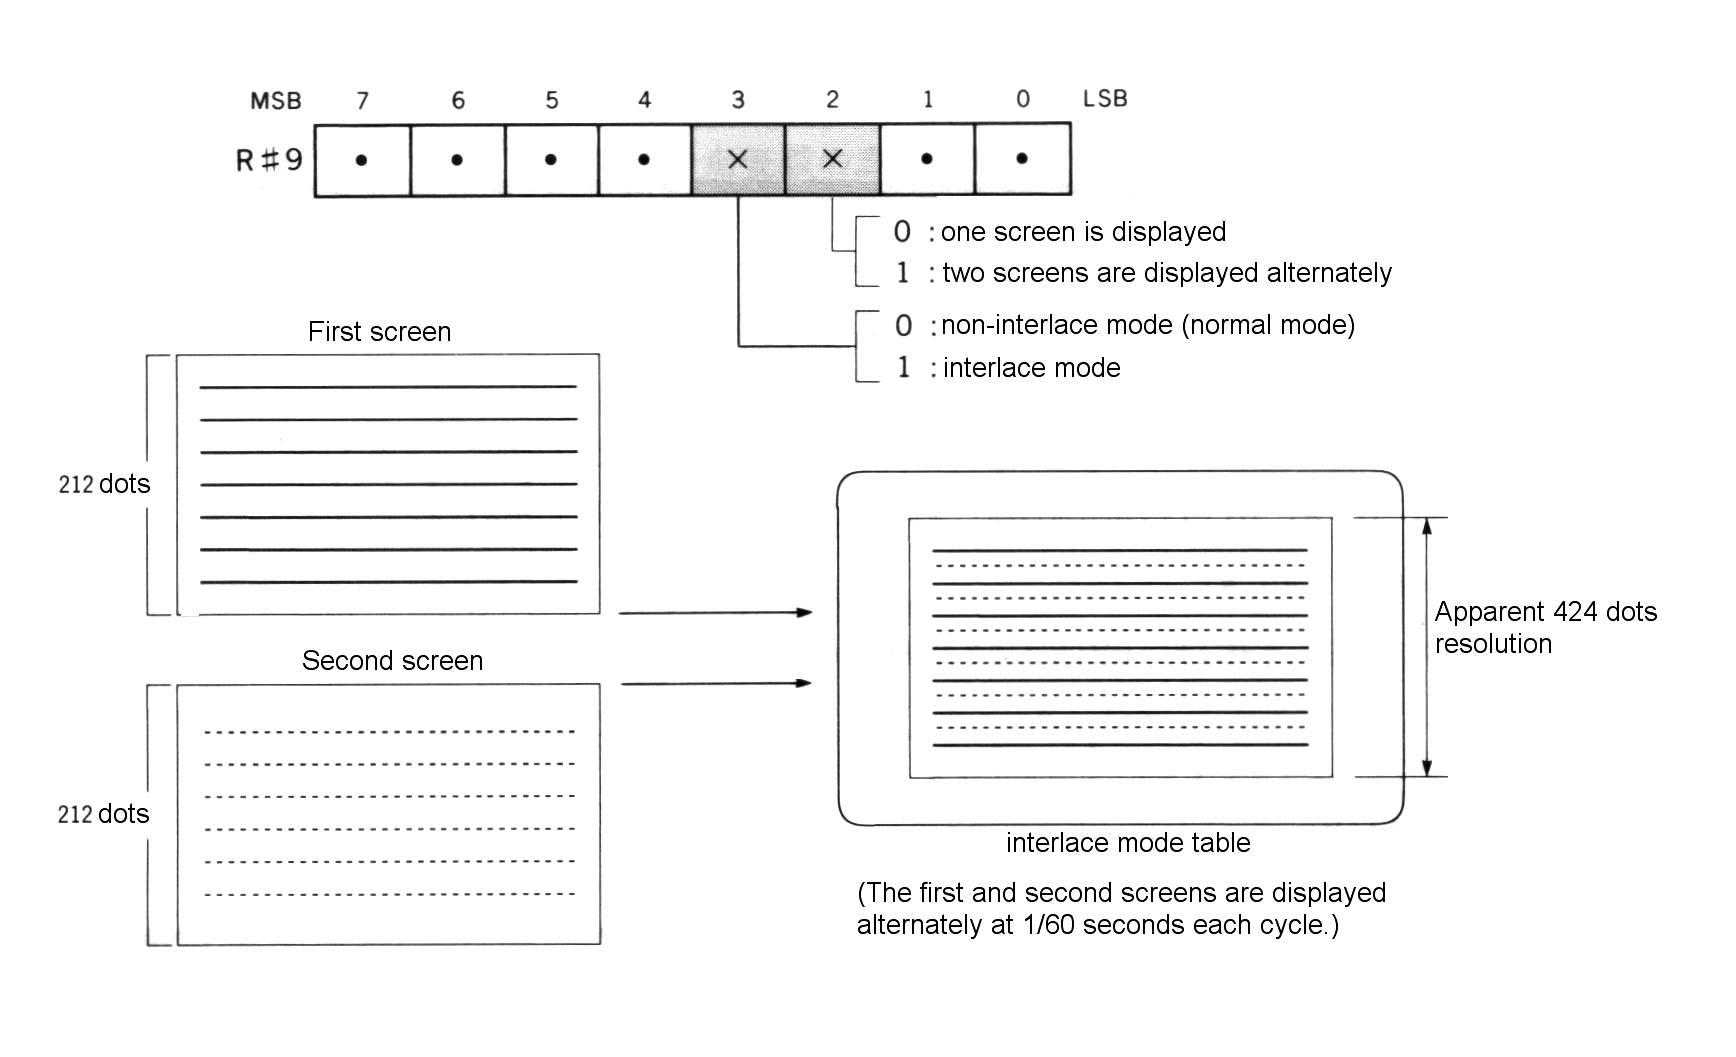 MSB 7 6 5 4 3 2 1 0 LSB
R#9 • • • • × × • •
0 : one screen is displayed
1 : two screens are displayed alternately
0 : non-interlace mode (normal mode)
1 : interlace mode
First screen
212 dots
Second screen
212 dots
Apparent 424 dots
resolution
interlace mode table
(The first and second screens are displayed
alternately at 1/60 seconds each cycle.)